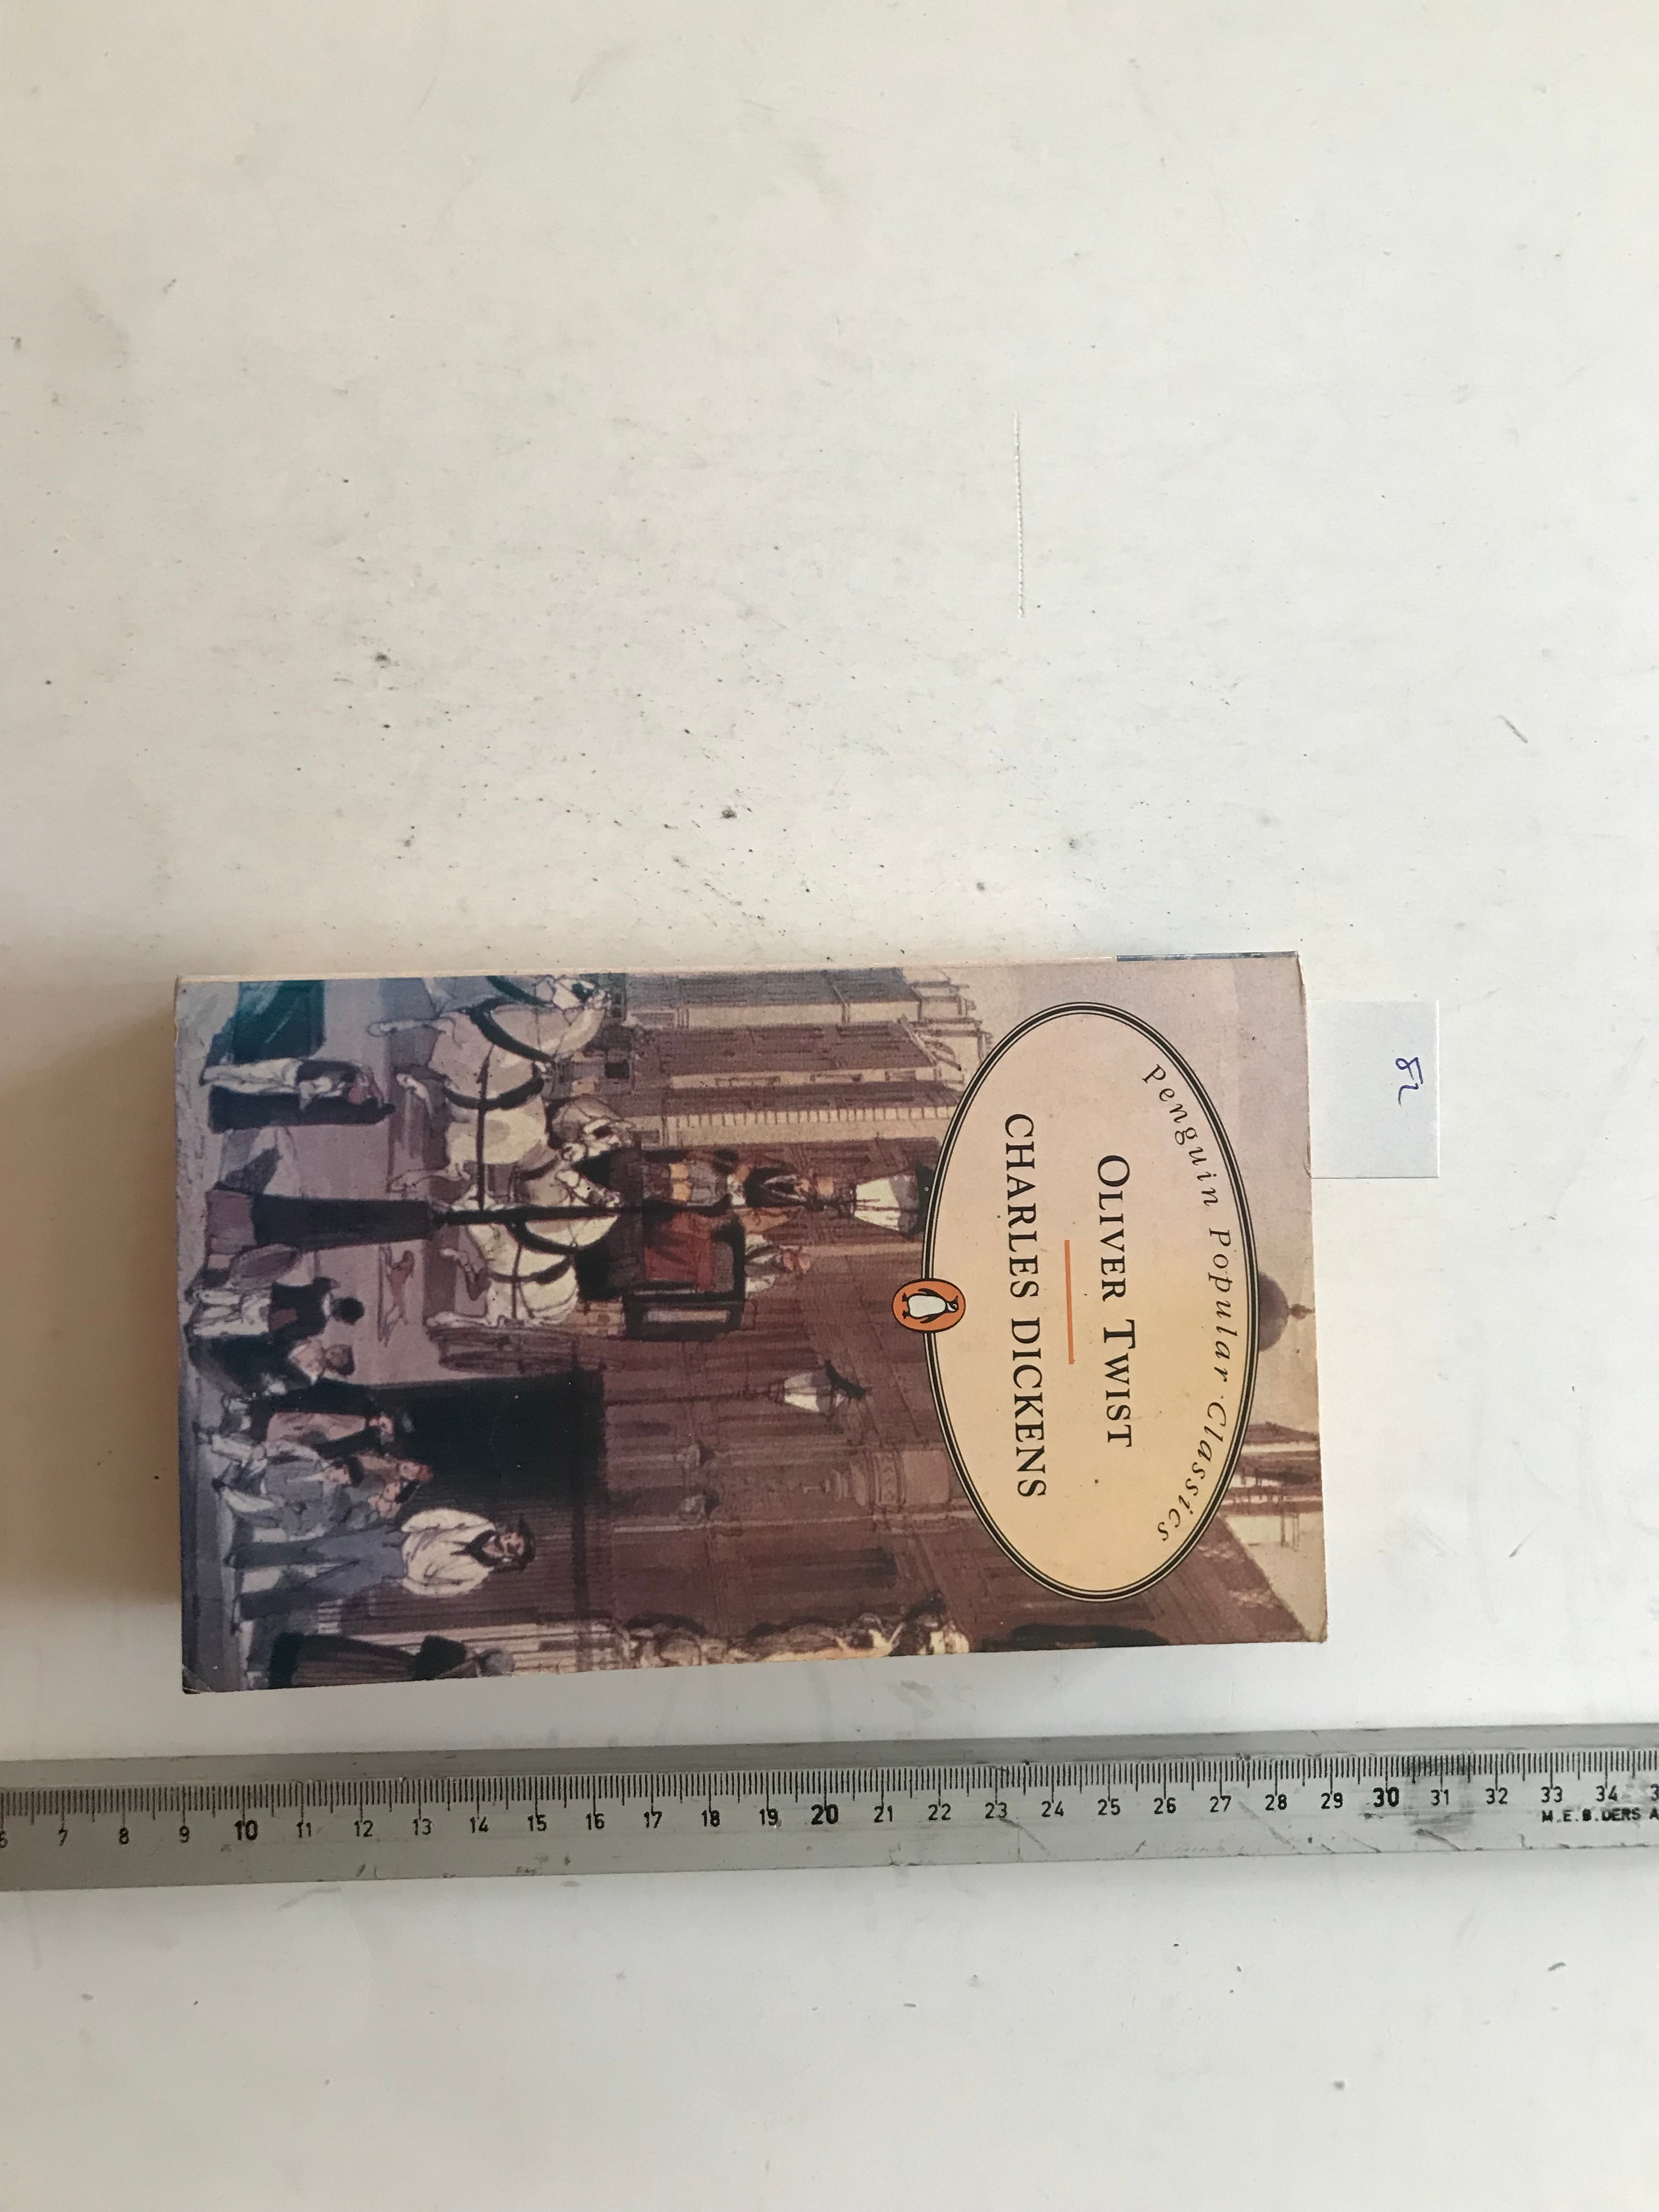 Penguin Popular Classics
OLIVER TWIST
CHARLES DICKENS
6 7 8 9 10 11 12 13 14 15 16 17 18 19 20 21 22 23 24 25 26 27 28 29 30 31 32 33 34